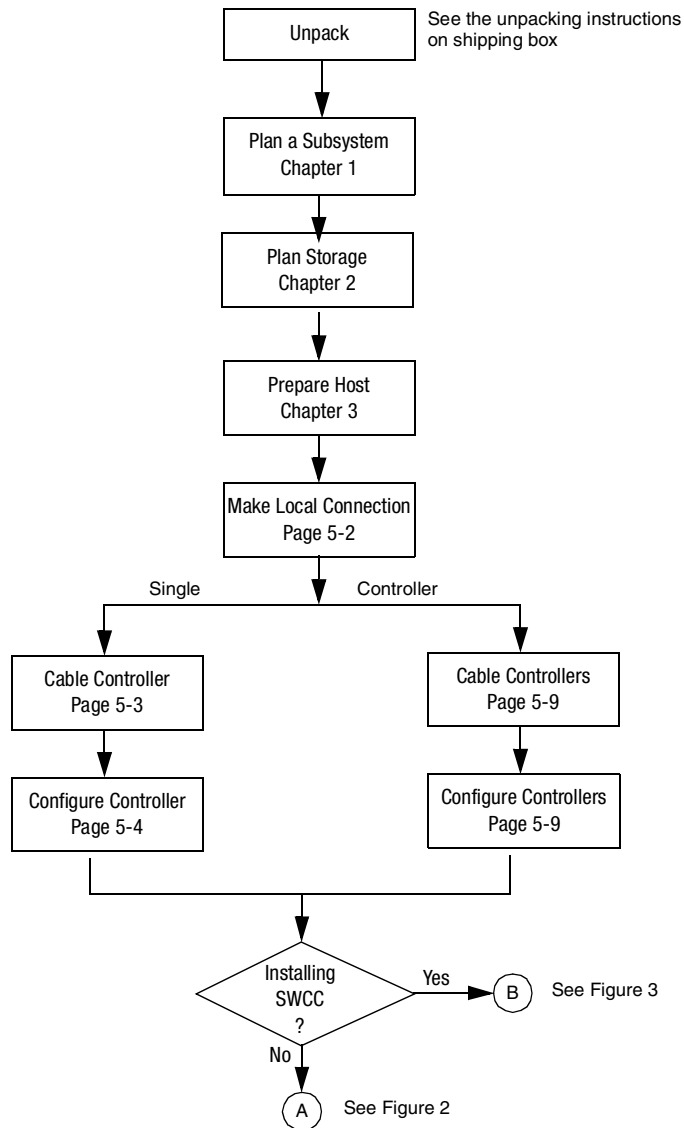 Unpack
See the unpacking instructions
on shipping box
Plan a Subsystem
Chapter 1
Plan Storage
Chapter 2
Prepare Host
Chapter 3
Make Local Connection
Page 5-2
Single
Controller
Cable Controller
Page 5-3
Cable Controllers
Page 5-9
Configure Controller
Page 5-4
Configure Controllers
Page 5-9
Installing
SWCC
?
Yes
B
See Figure 3
No
A
See Figure 2